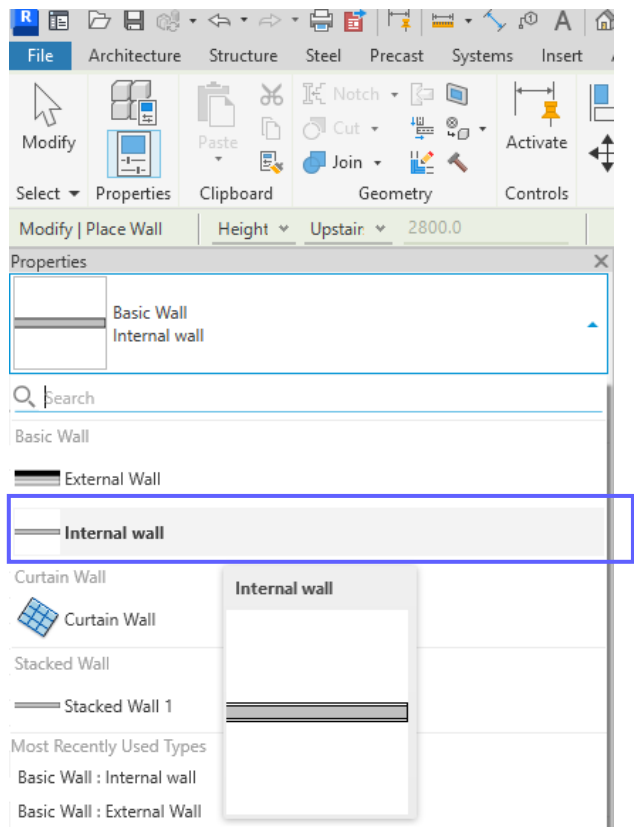 R
A
File Architecture Structure Steel Precast Systems Insert
Modify
Paste
Notch
Cut
Join
Activate
Select Properties Clipboard Geometry Controls
Modify | Place Wall Height Upstair 2800.0
Properties
Basic Wall
Internal wall
Search
Basic Wall
External Wall
Internal wall
Curtain Wall
Internal wall
Curtain Wall
Stacked Wall
Stacked Wall 1
Most Recently Used Types
Basic Wall : Internal wall
Basic Wall : External Wall